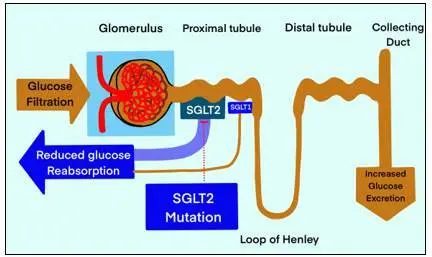 Glomerulus
Proximal tubule
Distal tubule
Collecting
Duct
Glucose
Filtration
SGLT2
SGLT1
Reduced glucose
Reabsorption
SGLT2
Mutation
Increased
Glucose
Excretion
Loop of Henley